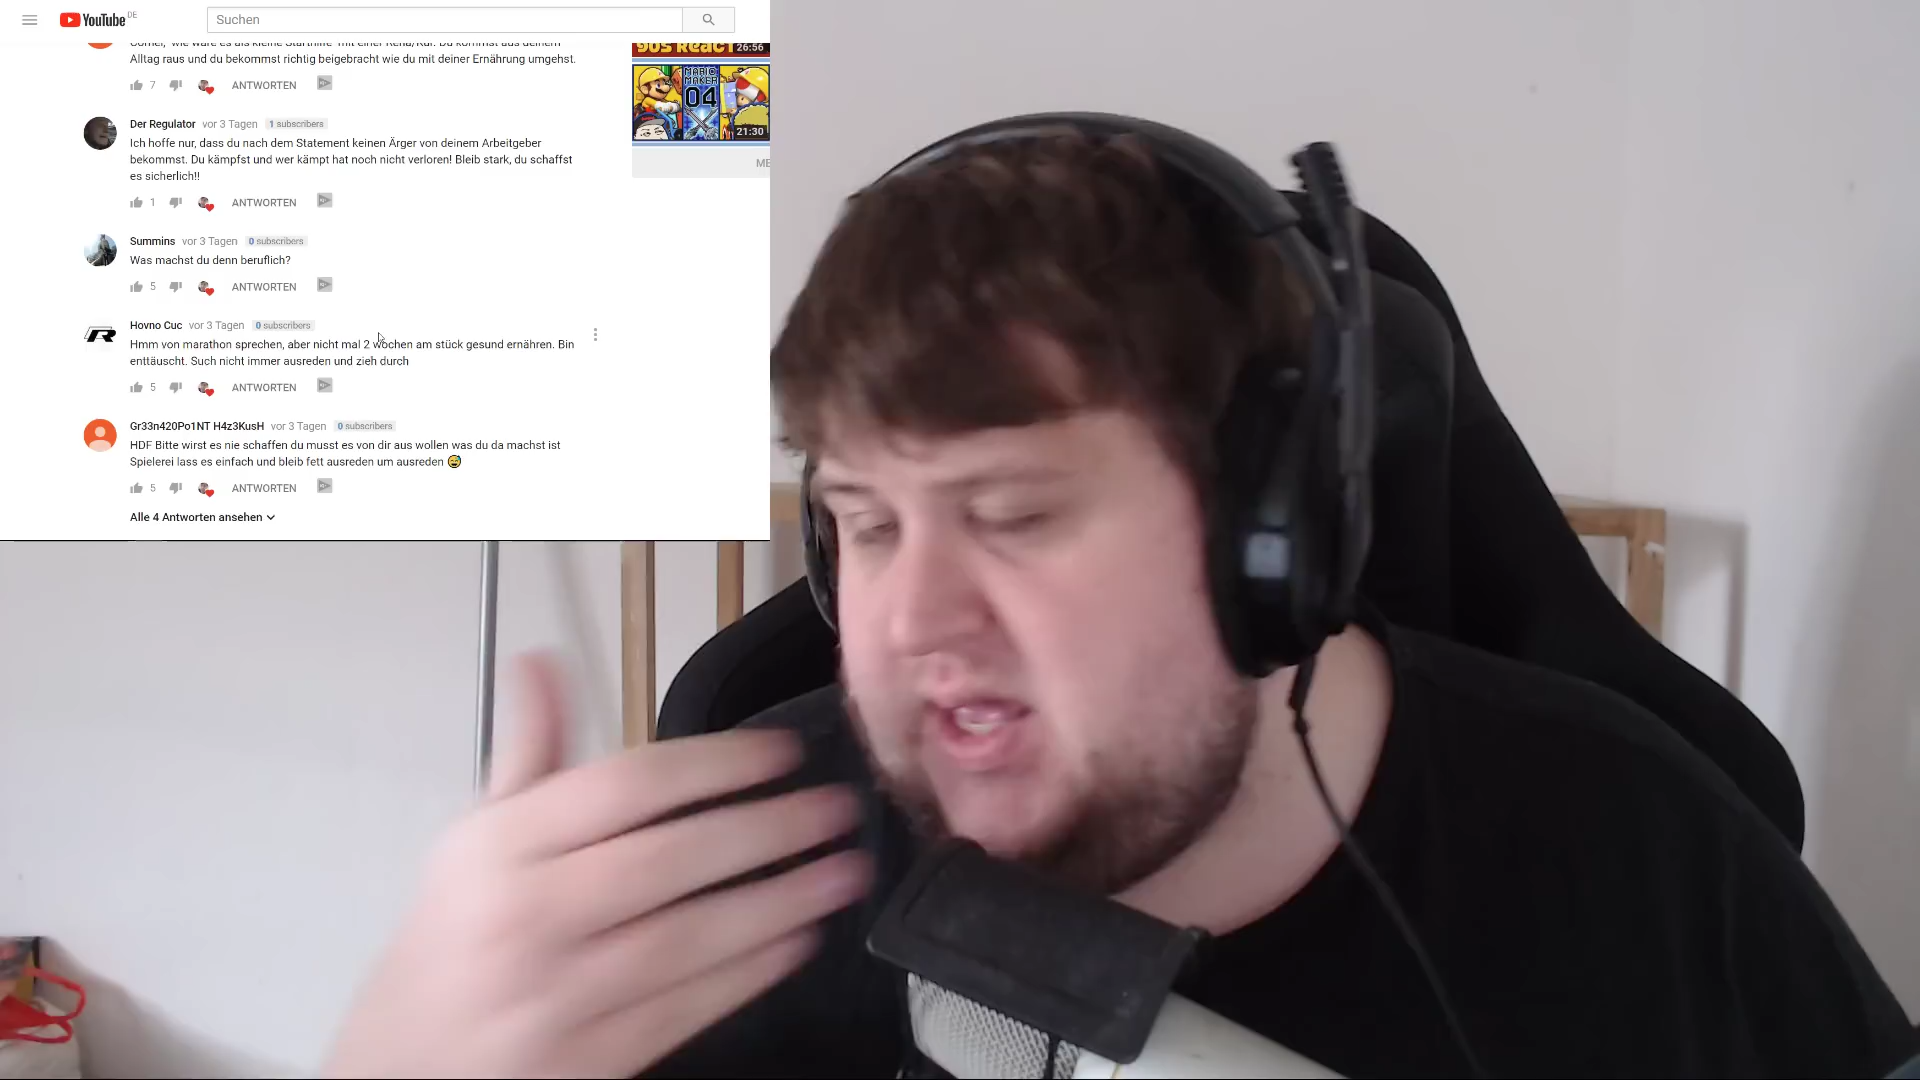 YouTube DE
Suchen
Alltag raus und du bekommst richtig beigebracht wie du mit deiner Ernährung umgehst.
7 ANTWORTEN
Der Regulator vor 3 Tagen 1 subscribers
Ich hoffe nur, dass du nach dem Statement keinen Ärger von deinem Arbeitgeber
bekommst. Du kämpfst und wer kämpt hat noch nicht verloren! Bleib stark, du schaffst
es sicherlich!!
1 ANTWORTEN
Summins vor 3 Tagen 0 subscribers
Was machst du denn beruflich?
5 ANTWORTEN
Hovno Cuc vor 3 Tagen 0 subscribers
Hmm von marathon sprechen, aber nicht mal 2 wochen am stück gesund ernähren. Bin
enttäuscht. Such nicht immer ausreden und zieh durch
5 ANTWORTEN
Gr33n420Po1NT H4z3KusH vor 3 Tagen 0 subscribers
HDF Bitte wirst es nie schaffen du musst es von dir aus wollen was du da machst ist
Spielerei lass es einfach und bleib fett ausreden um ausreden 😅
5 ANTWORTEN
Alle 4 Antworten ansehen
90s REACT 26:56
MARIO
MAKER
04
21:30
ME